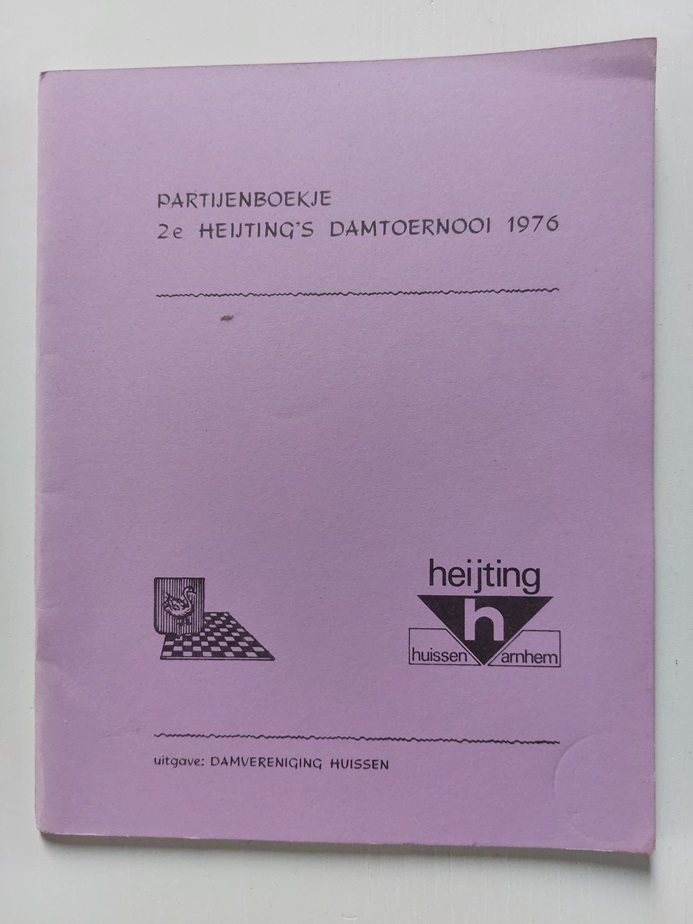 PARTIJENBOEKJE
2e HEIJTING'S DAMTOERNOOI 1976
heijting
h
huissen arnhem
uitgave: DAMVERENIGING HUISSEN